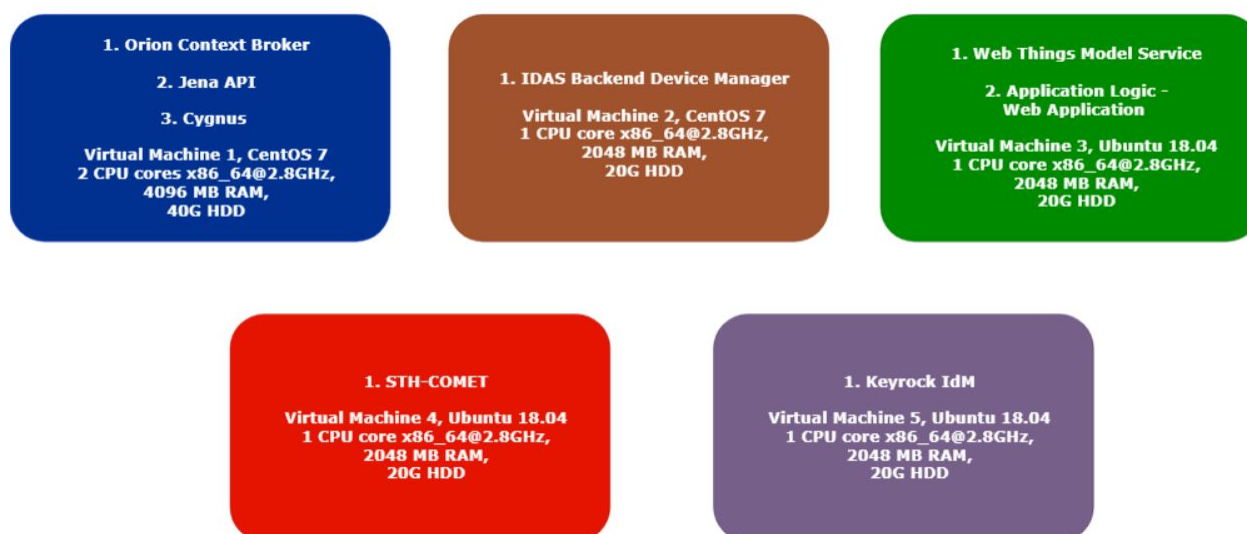 1. Orion Context Broker
2. Jena API
3. Cygnus
Virtual Machine 1, CentOS 7
2 CPU cores x86_64@2.8GHz,
4096 MB RAM,
40G HDD
1. IDAS Backend Device Manager
Virtual Machine 2, CentOS 7
1 CPU core x86_64@2.8GHz,
2048 MB RAM,
20G HDD
1. Web Things Model Service
2. Application Logic -
Web Application
Virtual Machine 3, Ubuntu 18.04
1 CPU core x86_64@2.8GHz,
2048 MB RAM,
20G HDD
1. STH-COMET
Virtual Machine 4, Ubuntu 18.04
1 CPU core x86_64@2.8GHz,
2048 MB RAM,
20G HDD
1. Keyrock IdM
Virtual Machine 5, Ubuntu 18.04
1 CPU core x86_64@2.8GHz,
2048 MB RAM,
20G HDD